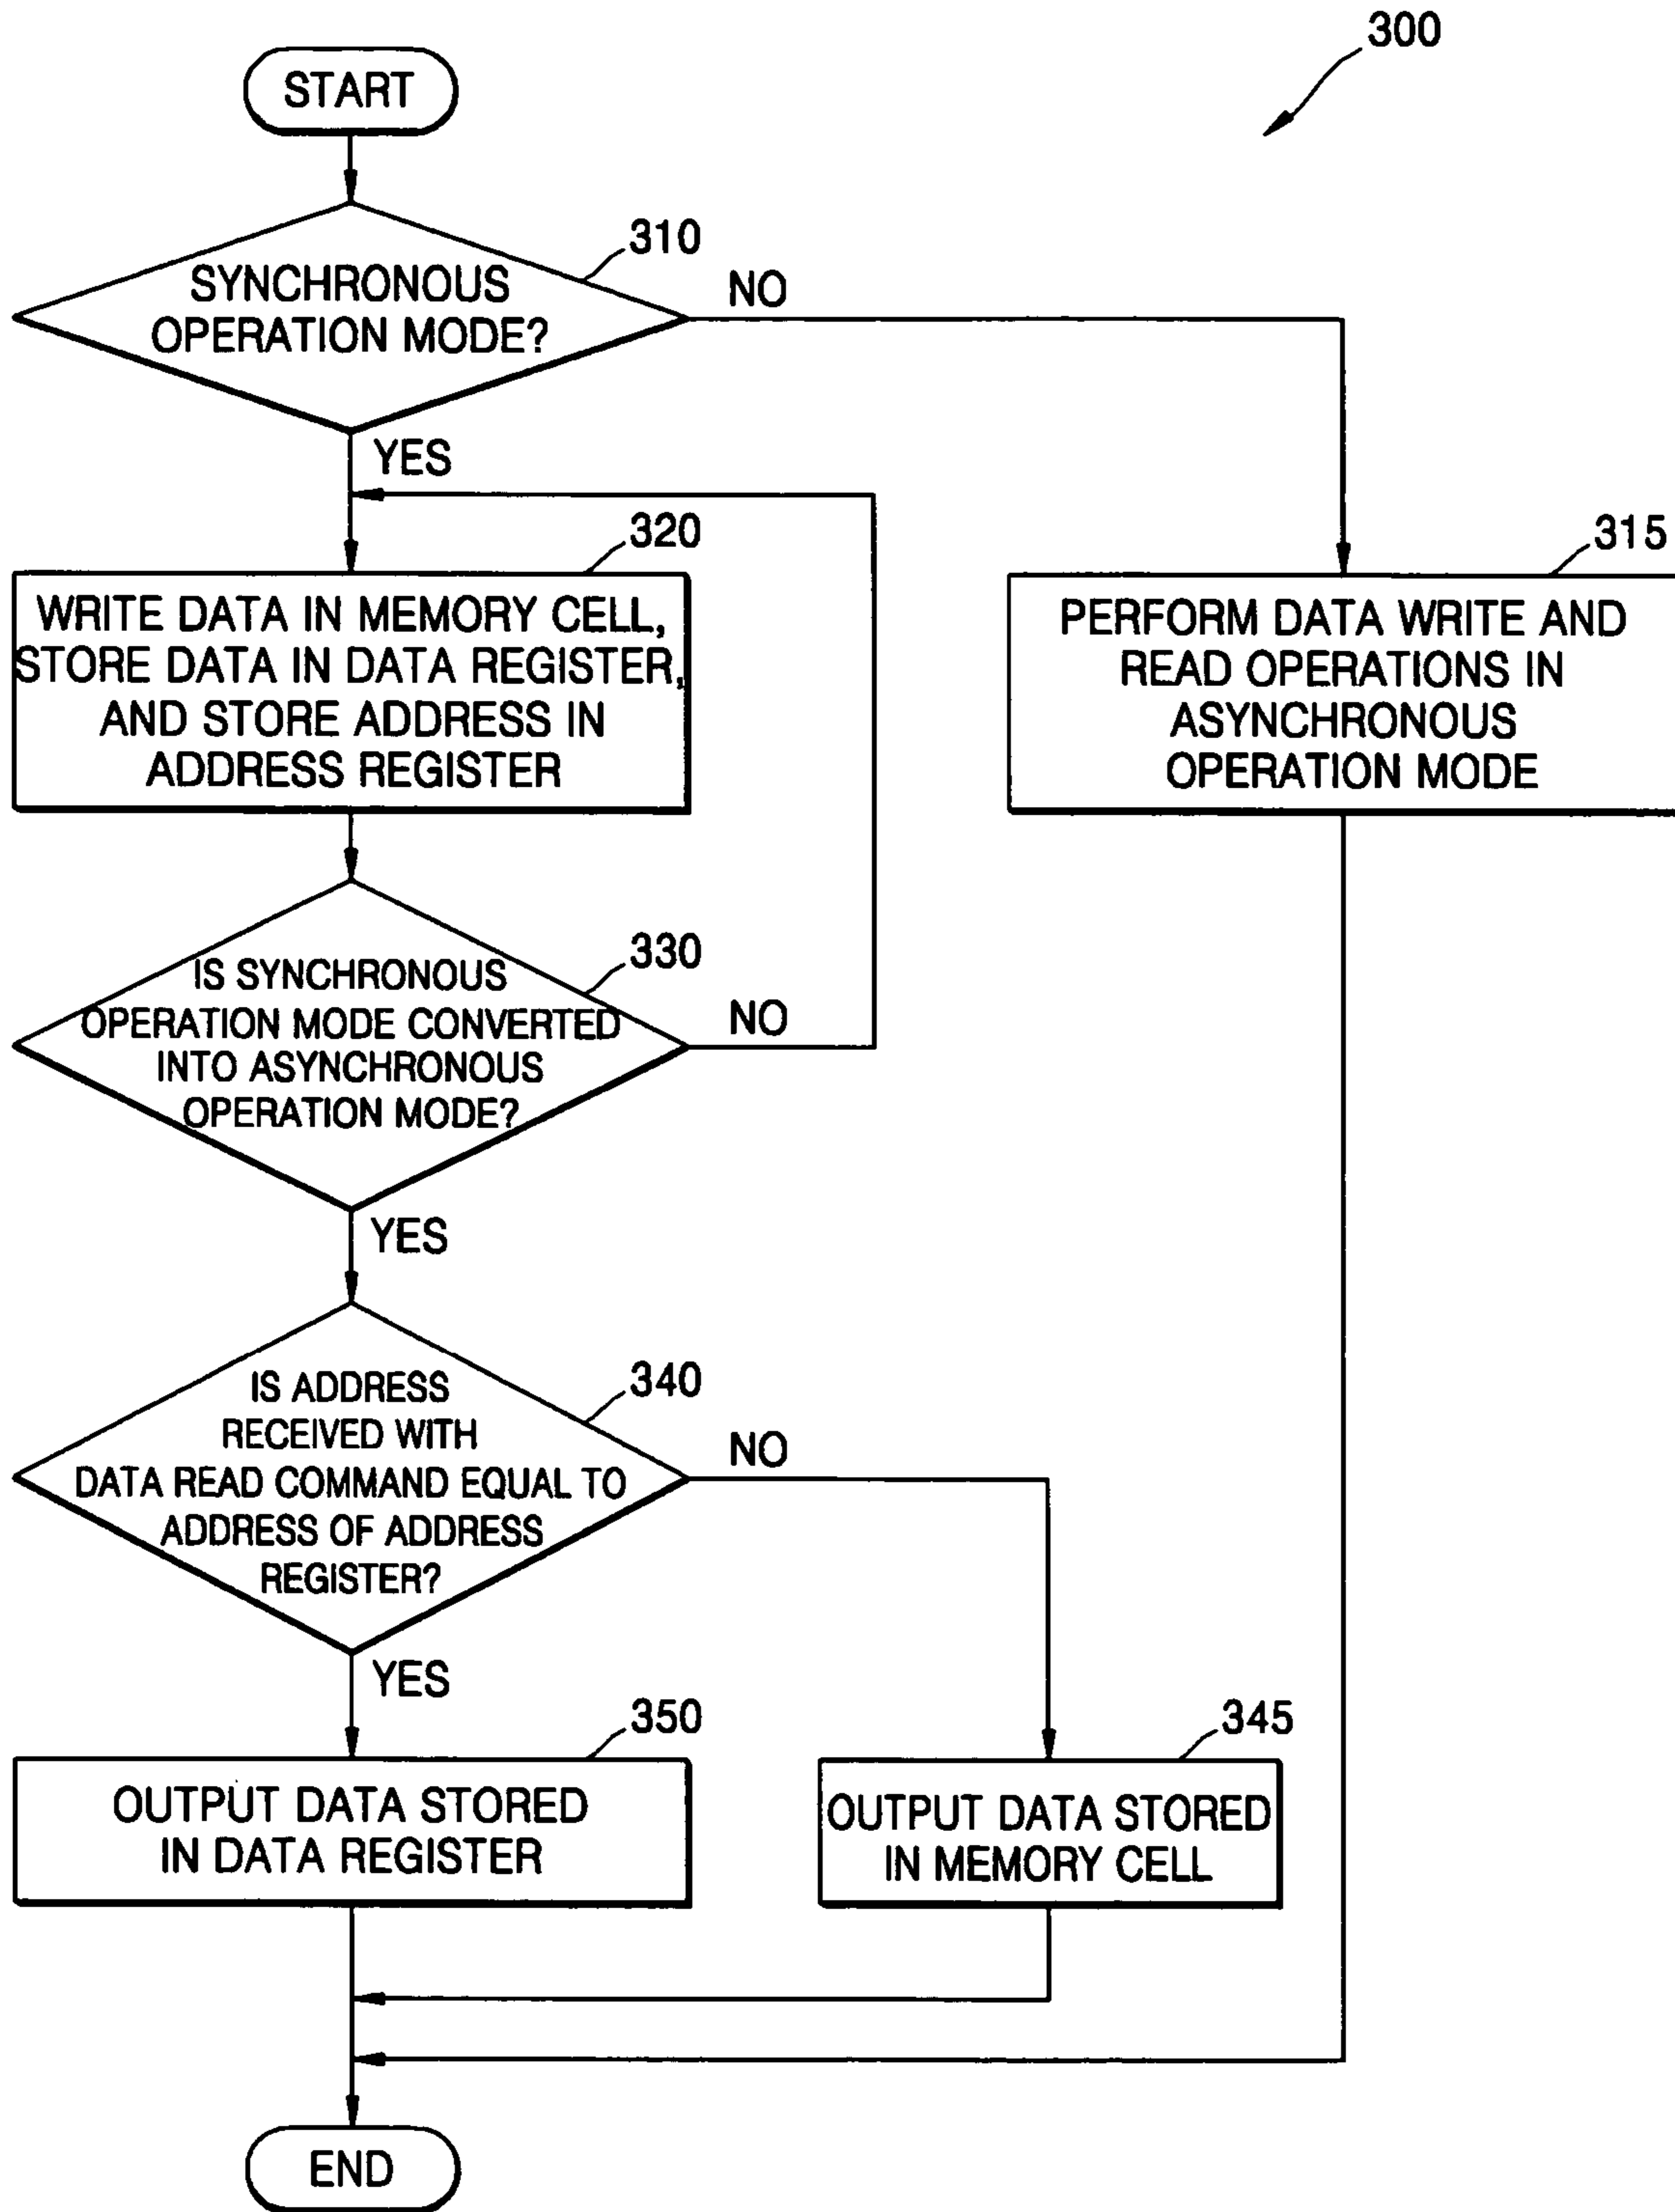 300
START
310
SYNCHRONOUS
OPERATION MODE?
NO
YES
320
WRITE DATA IN MEMORY CELL,
STORE DATA IN DATA REGISTER,
AND STORE ADDRESS IN
ADDRESS REGISTER
315
PERFORM DATA WRITE AND
READ OPERATIONS IN
ASYNCHRONOUS
OPERATION MODE
330
IS SYNCHRONOUS
OPERATION MODE CONVERTED
INTO ASYNCHRONOUS
OPERATION MODE?
NO
YES
340
IS ADDRESS
RECEIVED WITH
DATA READ COMMAND EQUAL TO
ADDRESS OF ADDRESS
REGISTER?
NO
YES
350
OUTPUT DATA STORED
IN DATA REGISTER
345
OUTPUT DATA STORED
IN MEMORY CELL
END